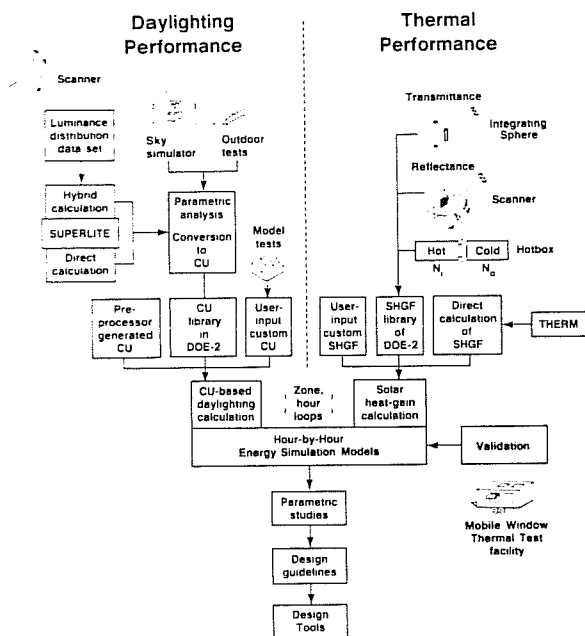 Daylighting
Performance
Thermal
Performance
Scanner
Luminance
distribution
data set
Sky
simulator
Outdoor
tests
Hybrid
calculation
SUPERLITE
Direct
calculation
Parametric
analysis
Conversion
to
CU
Model
tests
Pre-
processor
generated
CU
CU
library
in
DOE-2
User-
input
custom
CU
Transmittance
Integrating
Sphere
Reflectance
Scanner
Hot
Cold
Hotbox
N
N
User-
input
custom
SHGF
SHGF
library
of
DOE-2
Direct
calculation
of
SHGF
THERM
CU-based
daylighting
calculation
Zone,
hour
loops
Solar
heat-gain
calculation
Hour-by-Hour
Energy Simulation Models
Validation
Parametric
studies
Mobile Window
Thermal Test
facility
Design
guidelines
Design
Tools